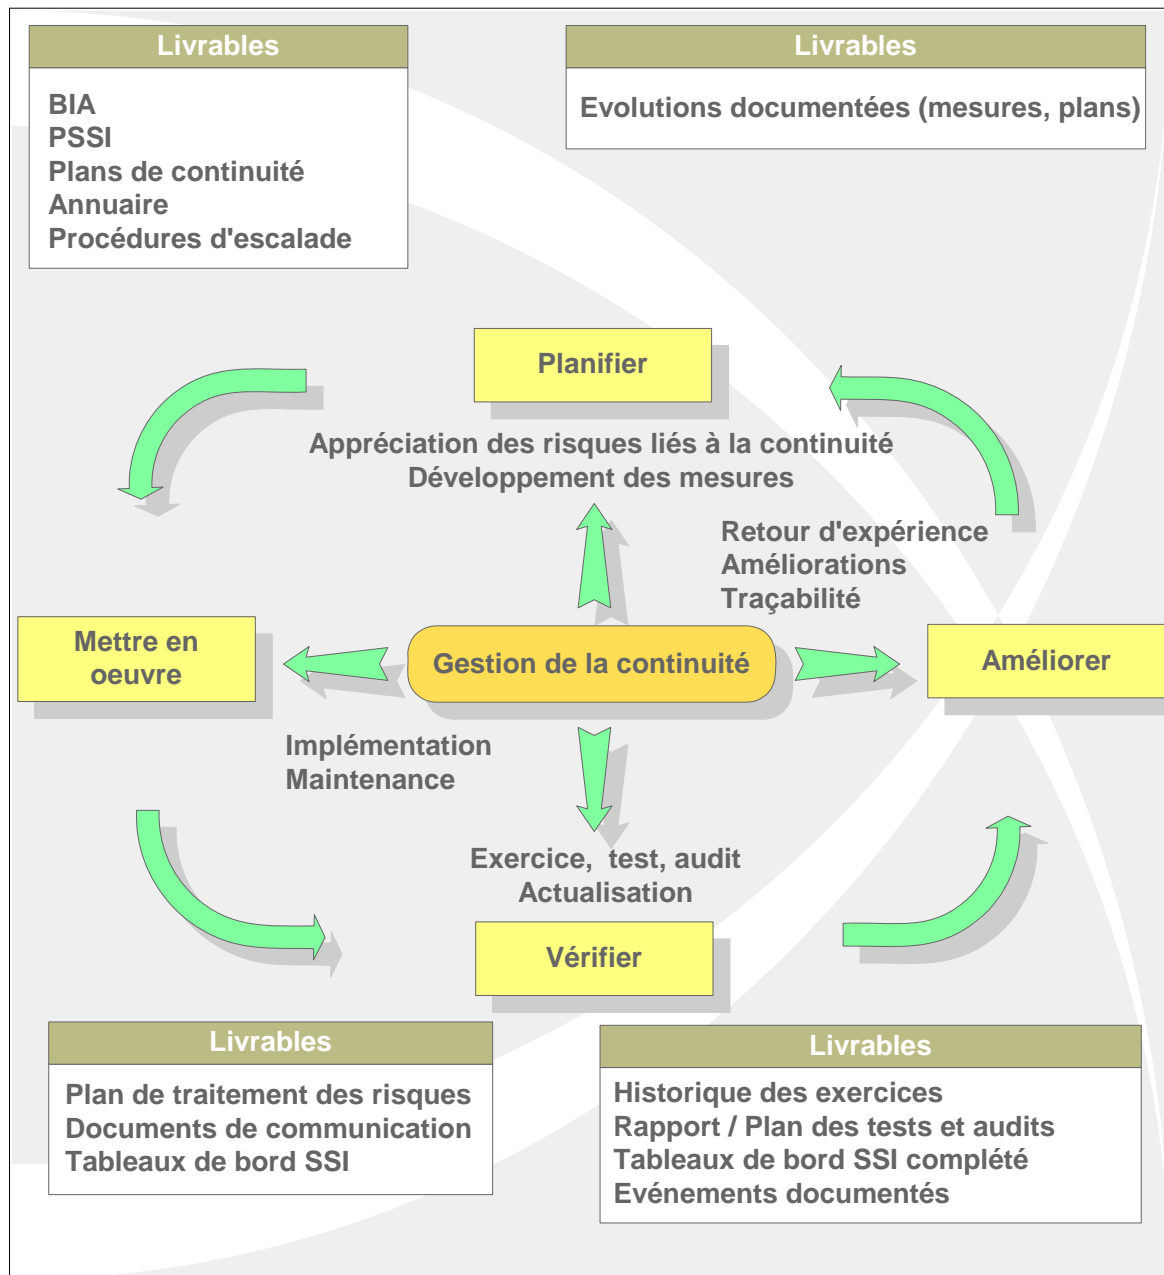 Livrables
BIA
PSSI
Plans de continuité
Annuaire
Procédures d'escalade
Livrables
Evolutions documentées (mesures, plans)
Planifier
Appréciation des risques liés à la continuité
Développement des mesures
Retour d'expérience
Améliorations
Traçabilité
Mettre en
oeuvre
Gestion de la continuité
Améliorer
Implémentation
Maintenance
Exercice, test, audit
Actualisation
Vérifier
Livrables
Plan de traitement des risques
Documents de communication
Tableaux de bord SSI
Livrables
Historique des exercices
Rapport / Plan des tests et audits
Tableaux de bord SSI complété
Evénements documentés